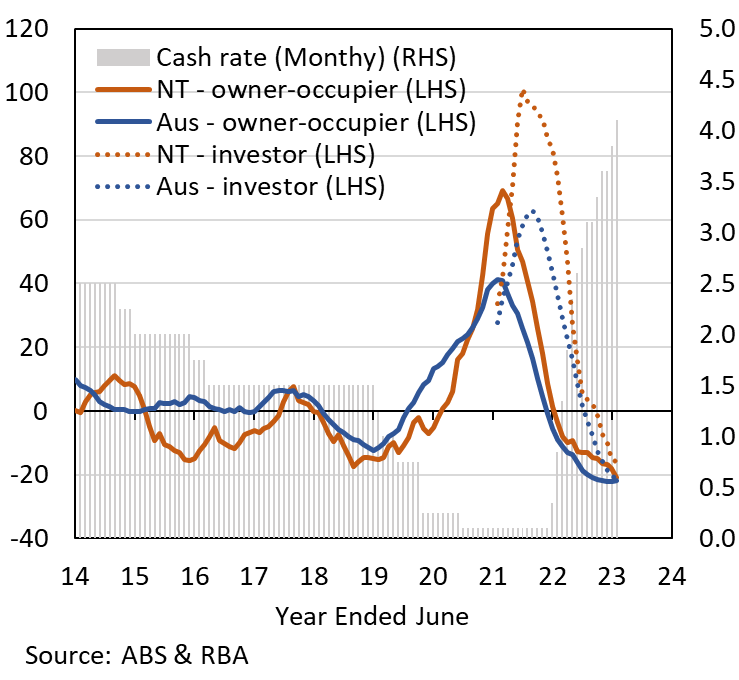 120
100
80
60
40
20
0
-20
-40
5.0
4.5
4.0
3.5
3.0
2.5
2.0
1.5
1.0
0.5
0.0
Cash rate (Monthy) (RHS)
NT - owner-occupier (LHS)
Aus - owner-occupier (LHS)
NT - investor (LHS)
Aus - investor (LHS)
14 15 16 17 18 19 20 21 22 23 24
Year Ended June
Source: ABS & RBA